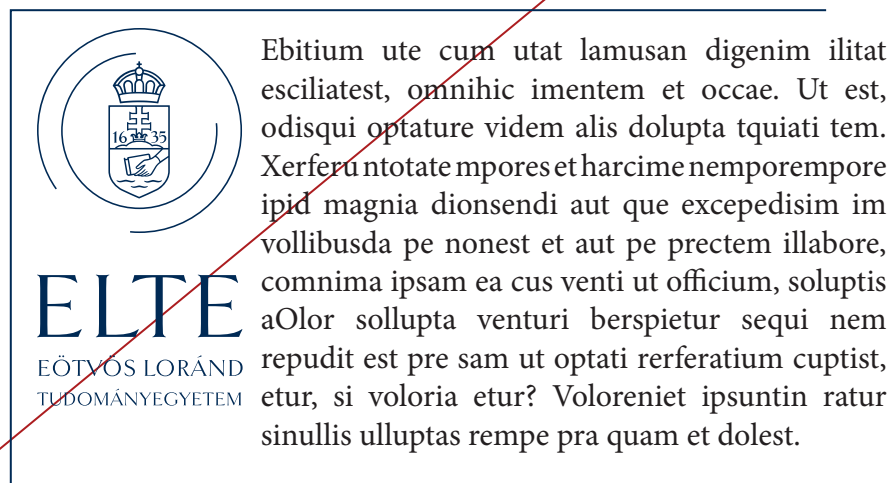 16 35
ELTE
EÖTVÖS LORÁND
TUDOMÁNYEGYETEM
Ebitium ute cum utat lamusan digenim ilitat
esciliatest, omnihic imentem et occae. Ut est,
odisqui optature videm alis dolupta tquiati tem.
Xerferu ntotate mpores et harcime nemporempore
ipid magnia dionsendi aut que excepedisim im
vollibusda pe nonest et aut pe prectem illabore,
comnima ipsam ea cus venti ut officium, soluptis
aOlor sollupta venturi berspietur sequi nem
repudit est pre sam ut optati rerferatium cuptist,
etur, si voloria etur? Voloreniet ipsuntin ratur
sinullis ulluptas rempe pra quam et dolest.